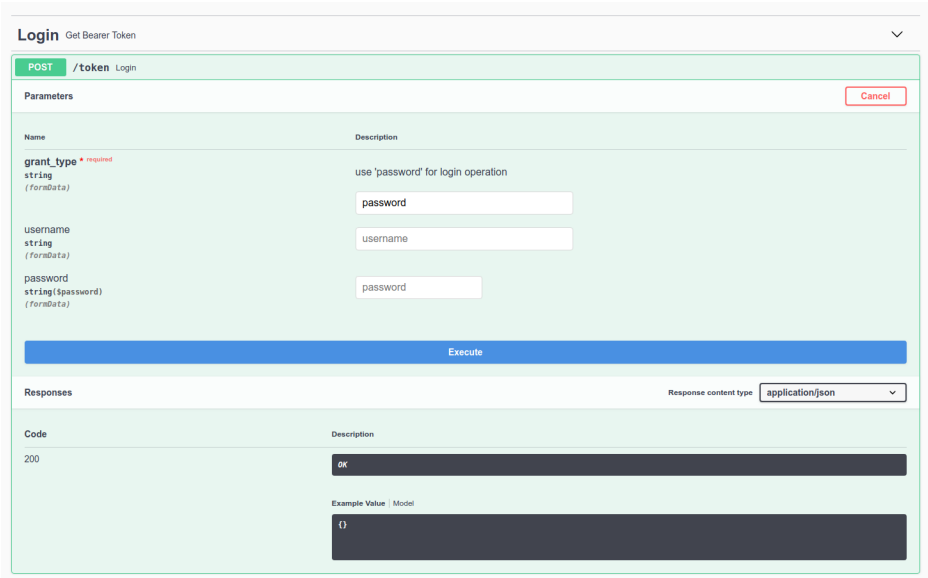 Login Get Bearer Token
POST /token Login
Parameters Cancel
Name Description
grant_type * required
string
(formData)
use 'password' for login operation
password
username
string
(formData)
username
password
string($password)
(formData)
password
Execute
Responses Response content type application/json
Code Description
200 OK
Example Value | Model
{}